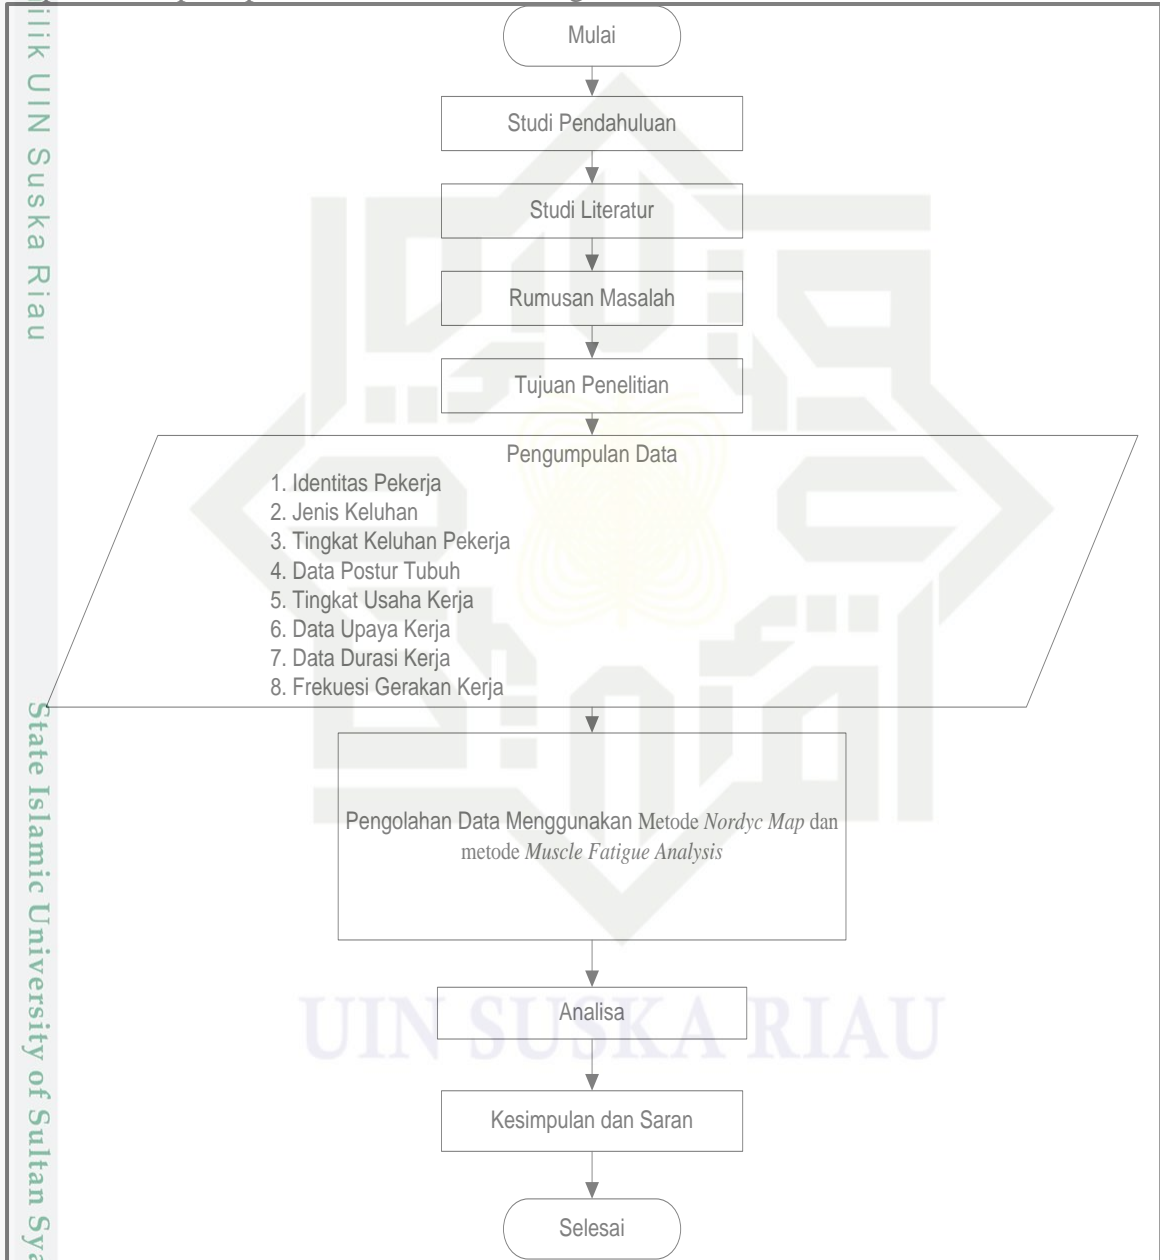 Mulai
Studi Pendahuluan
Studi Literatur
Rumusan Masalah
Tujuan Penelitian
Pengumpulan Data
1. Identitas Pekerja
2. Jenis Keluhan
3. Tingkat Keluhan Pekerja
4. Data Postur Tubuh
5. Tingkat Usaha Kerja
6. Data Upaya Kerja
7. Data Durasi Kerja
8. Frekuesi Gerakan Kerja
Pengolahan Data Menggunakan Metode Nordyc Map dan
metode Muscle Fatigue Analysis
Analisa
Kesimpulan dan Saran
Selesai
UIN SUSKA RIAU
milik UIN Suska Riau
State Islamic University of Sultan Sya